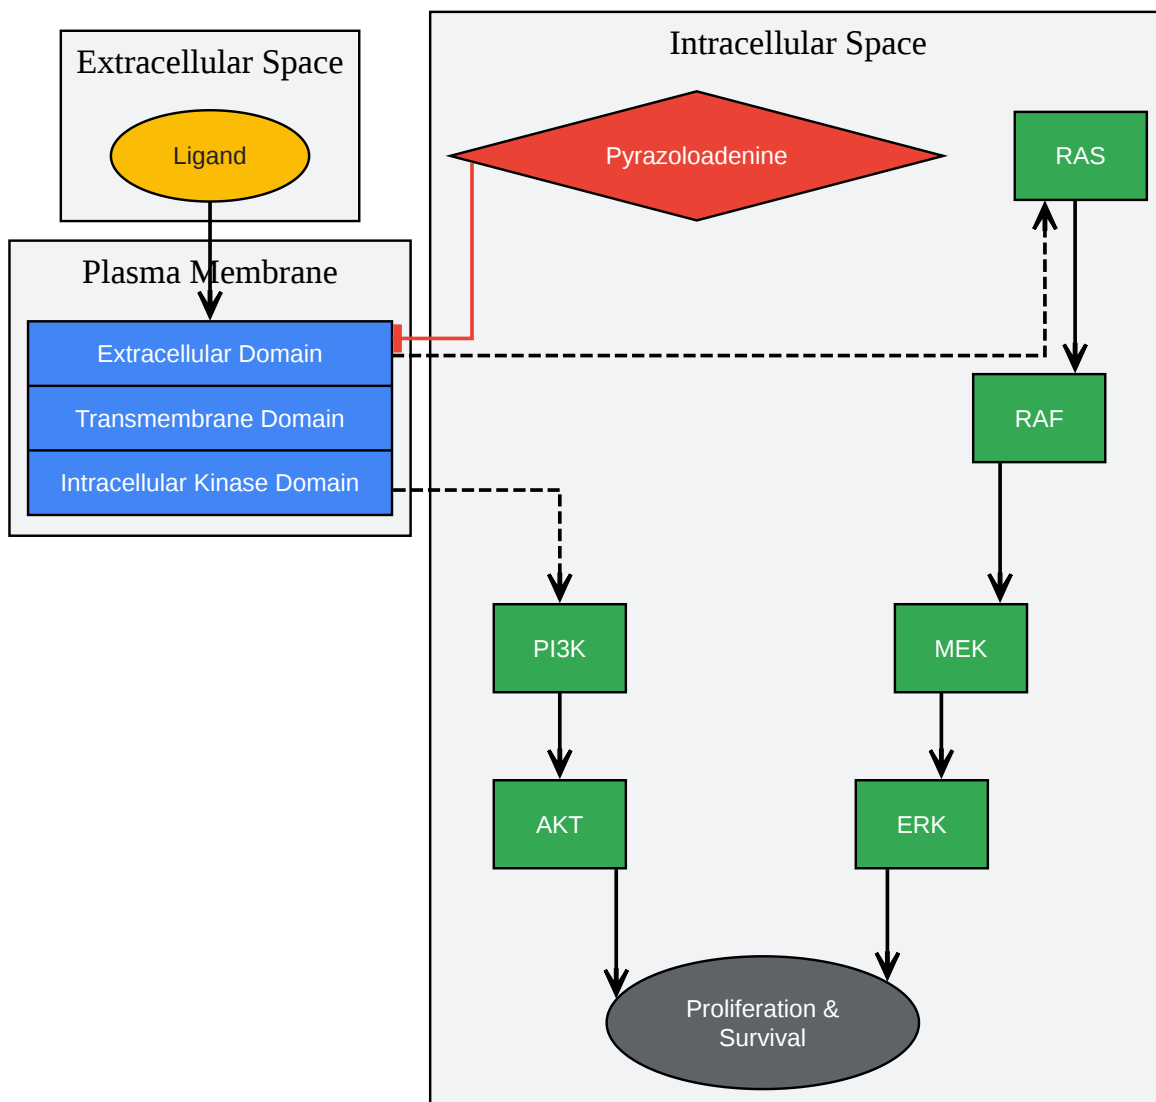 Extracellular Space
Ligand
Plasma Membrane
Extracellular Domain
Transmembrane Domain
Intracellular Kinase Domain
Intracellular Space
Pyrazoloadenine
RAS
RAF
PI3K
MEK
AKT
ERK
Proliferation &
Survival